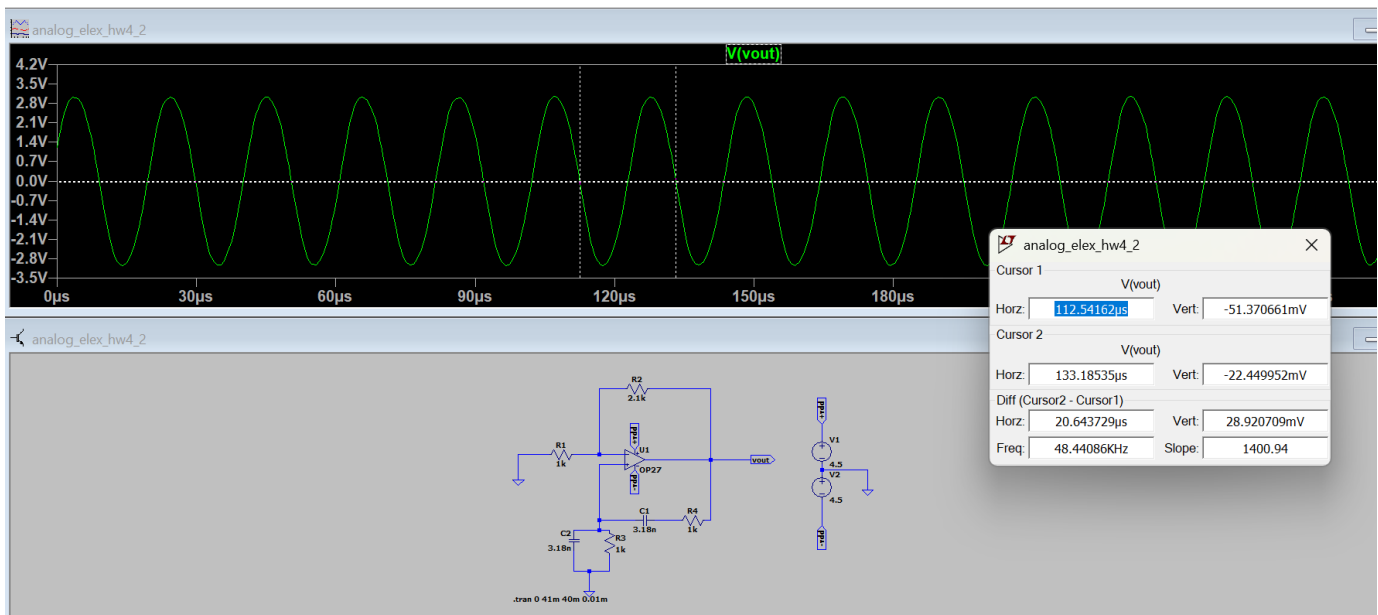 analog_elex_hw4_2
V(vout)
4.2V
3.5V
2.8V
2.1V
1.4V
0.7V
0.0V
-0.7V
-1.4V
-2.1V
-2.8V
-3.5V
0µs 30µs 60µs 90µs 120µs 150µs 180µs
analog_elex_hw4_2
Cursor 1
V(vout)
Horz: 112.54162µs Vert: -51.370661mV
Cursor 2
V(vout)
Horz: 133.18535µs Vert: -22.449952mV
Diff (Cursor2 - Cursor1)
Horz: 20.643729µs Vert: 28.920709mV
Freq: 48.44086KHz Slope: 1400.94
analog_elex_hw4_2
R2
2.1k
R1
1k
U1
OP27
vout
C1
3.18n
R4
1k
C2
3.18n
R3
1k
V1
4.5
V2
4.5
.tran 0 41m 40m 0.01m